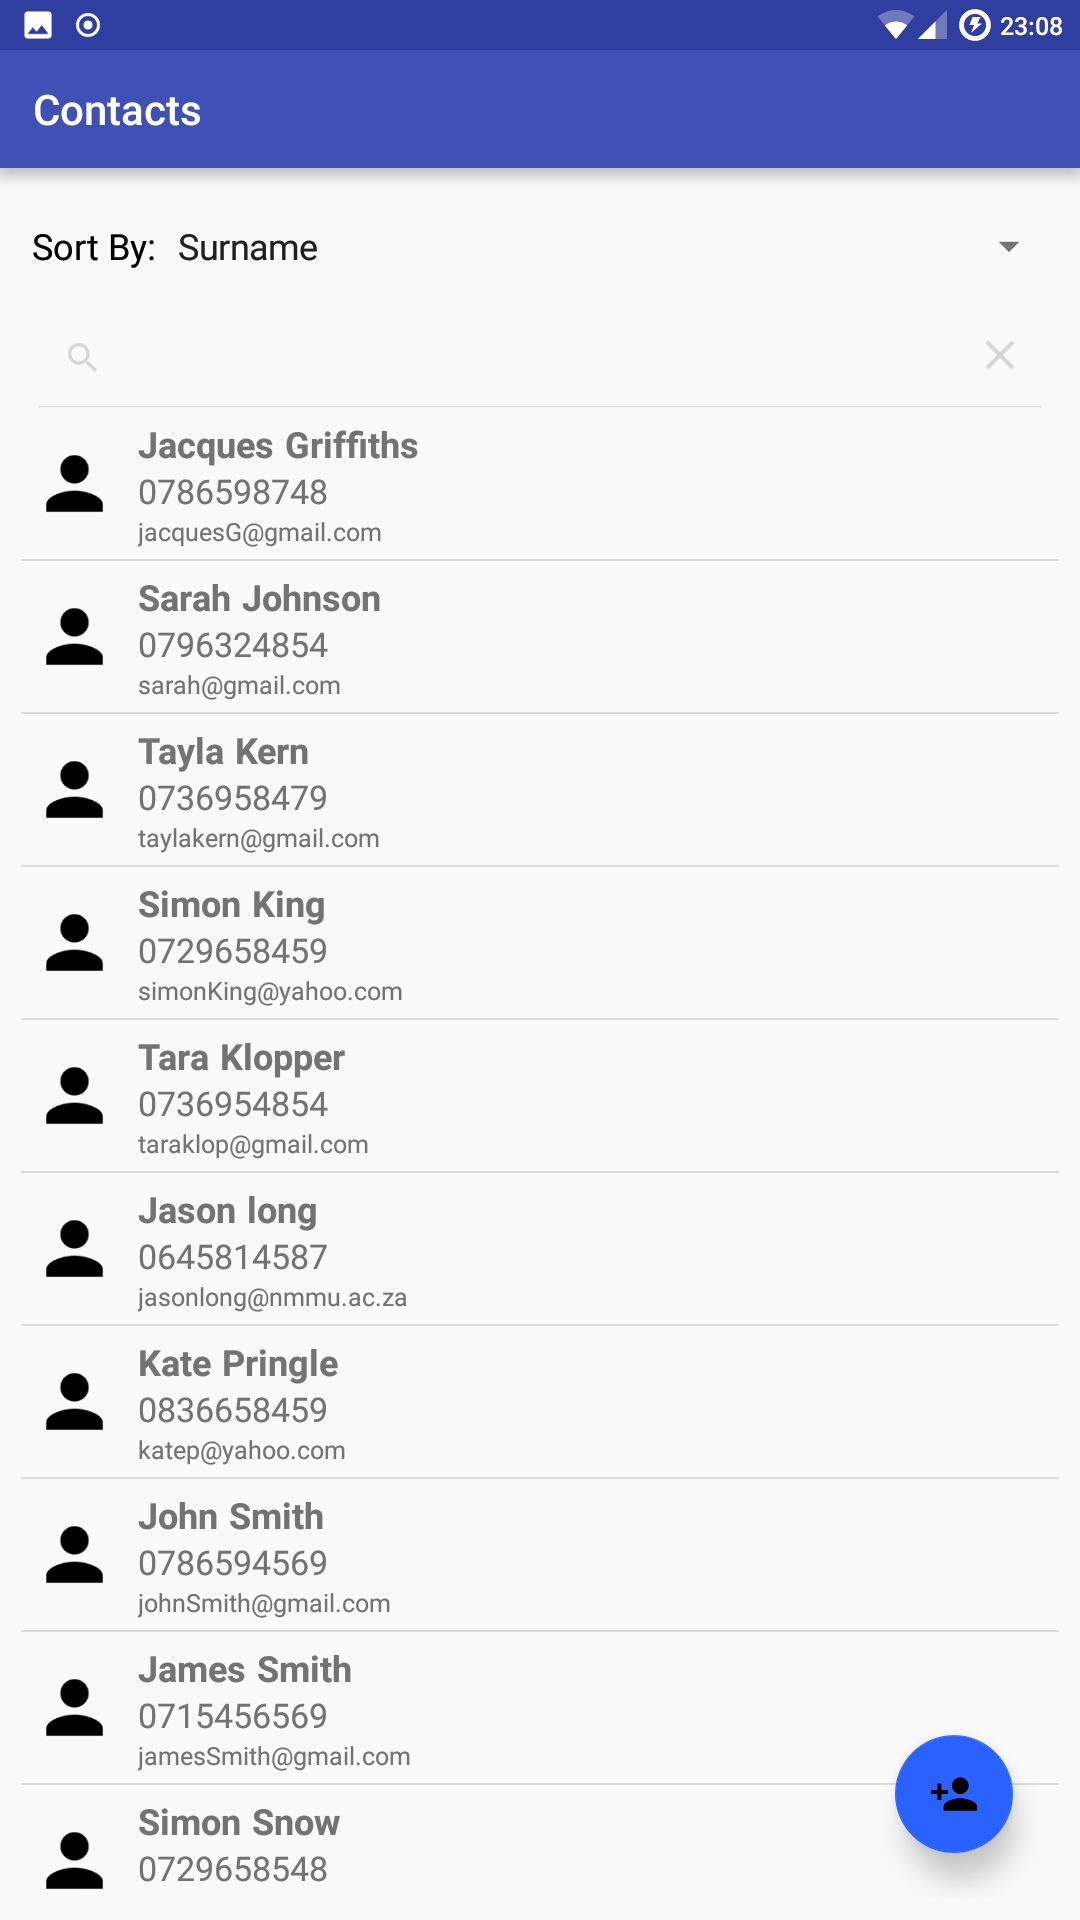 23:08
Contacts
Sort By: Surname
Jacques Griffiths
0786598748
jacquesG@gmail.com
Sarah Johnson
0796324854
sarah@gmail.com
Tayla Kern
0736958479
taylakern@gmail.com
Simon King
0729658459
simonKing@yahoo.com
Tara Klopper
0736954854
taraklop@gmail.com
Jason long
0645814587
jasonlong@nmmu.ac.za
Kate Pringle
0836658459
katep@yahoo.com
John Smith
0786594569
johnSmith@gmail.com
James Smith
0715456569
jamesSmith@gmail.com
Simon Snow
0729658548